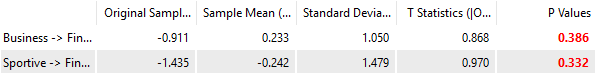 Original Sampl... Sample Mean (... Standard Devia... T Statistics (|O... P Values
Business -> Fin... -0.911 0.233 1.050 0.868 0.386
Sportive -> Fin... -1.435 -0.242 1.479 0.970 0.332